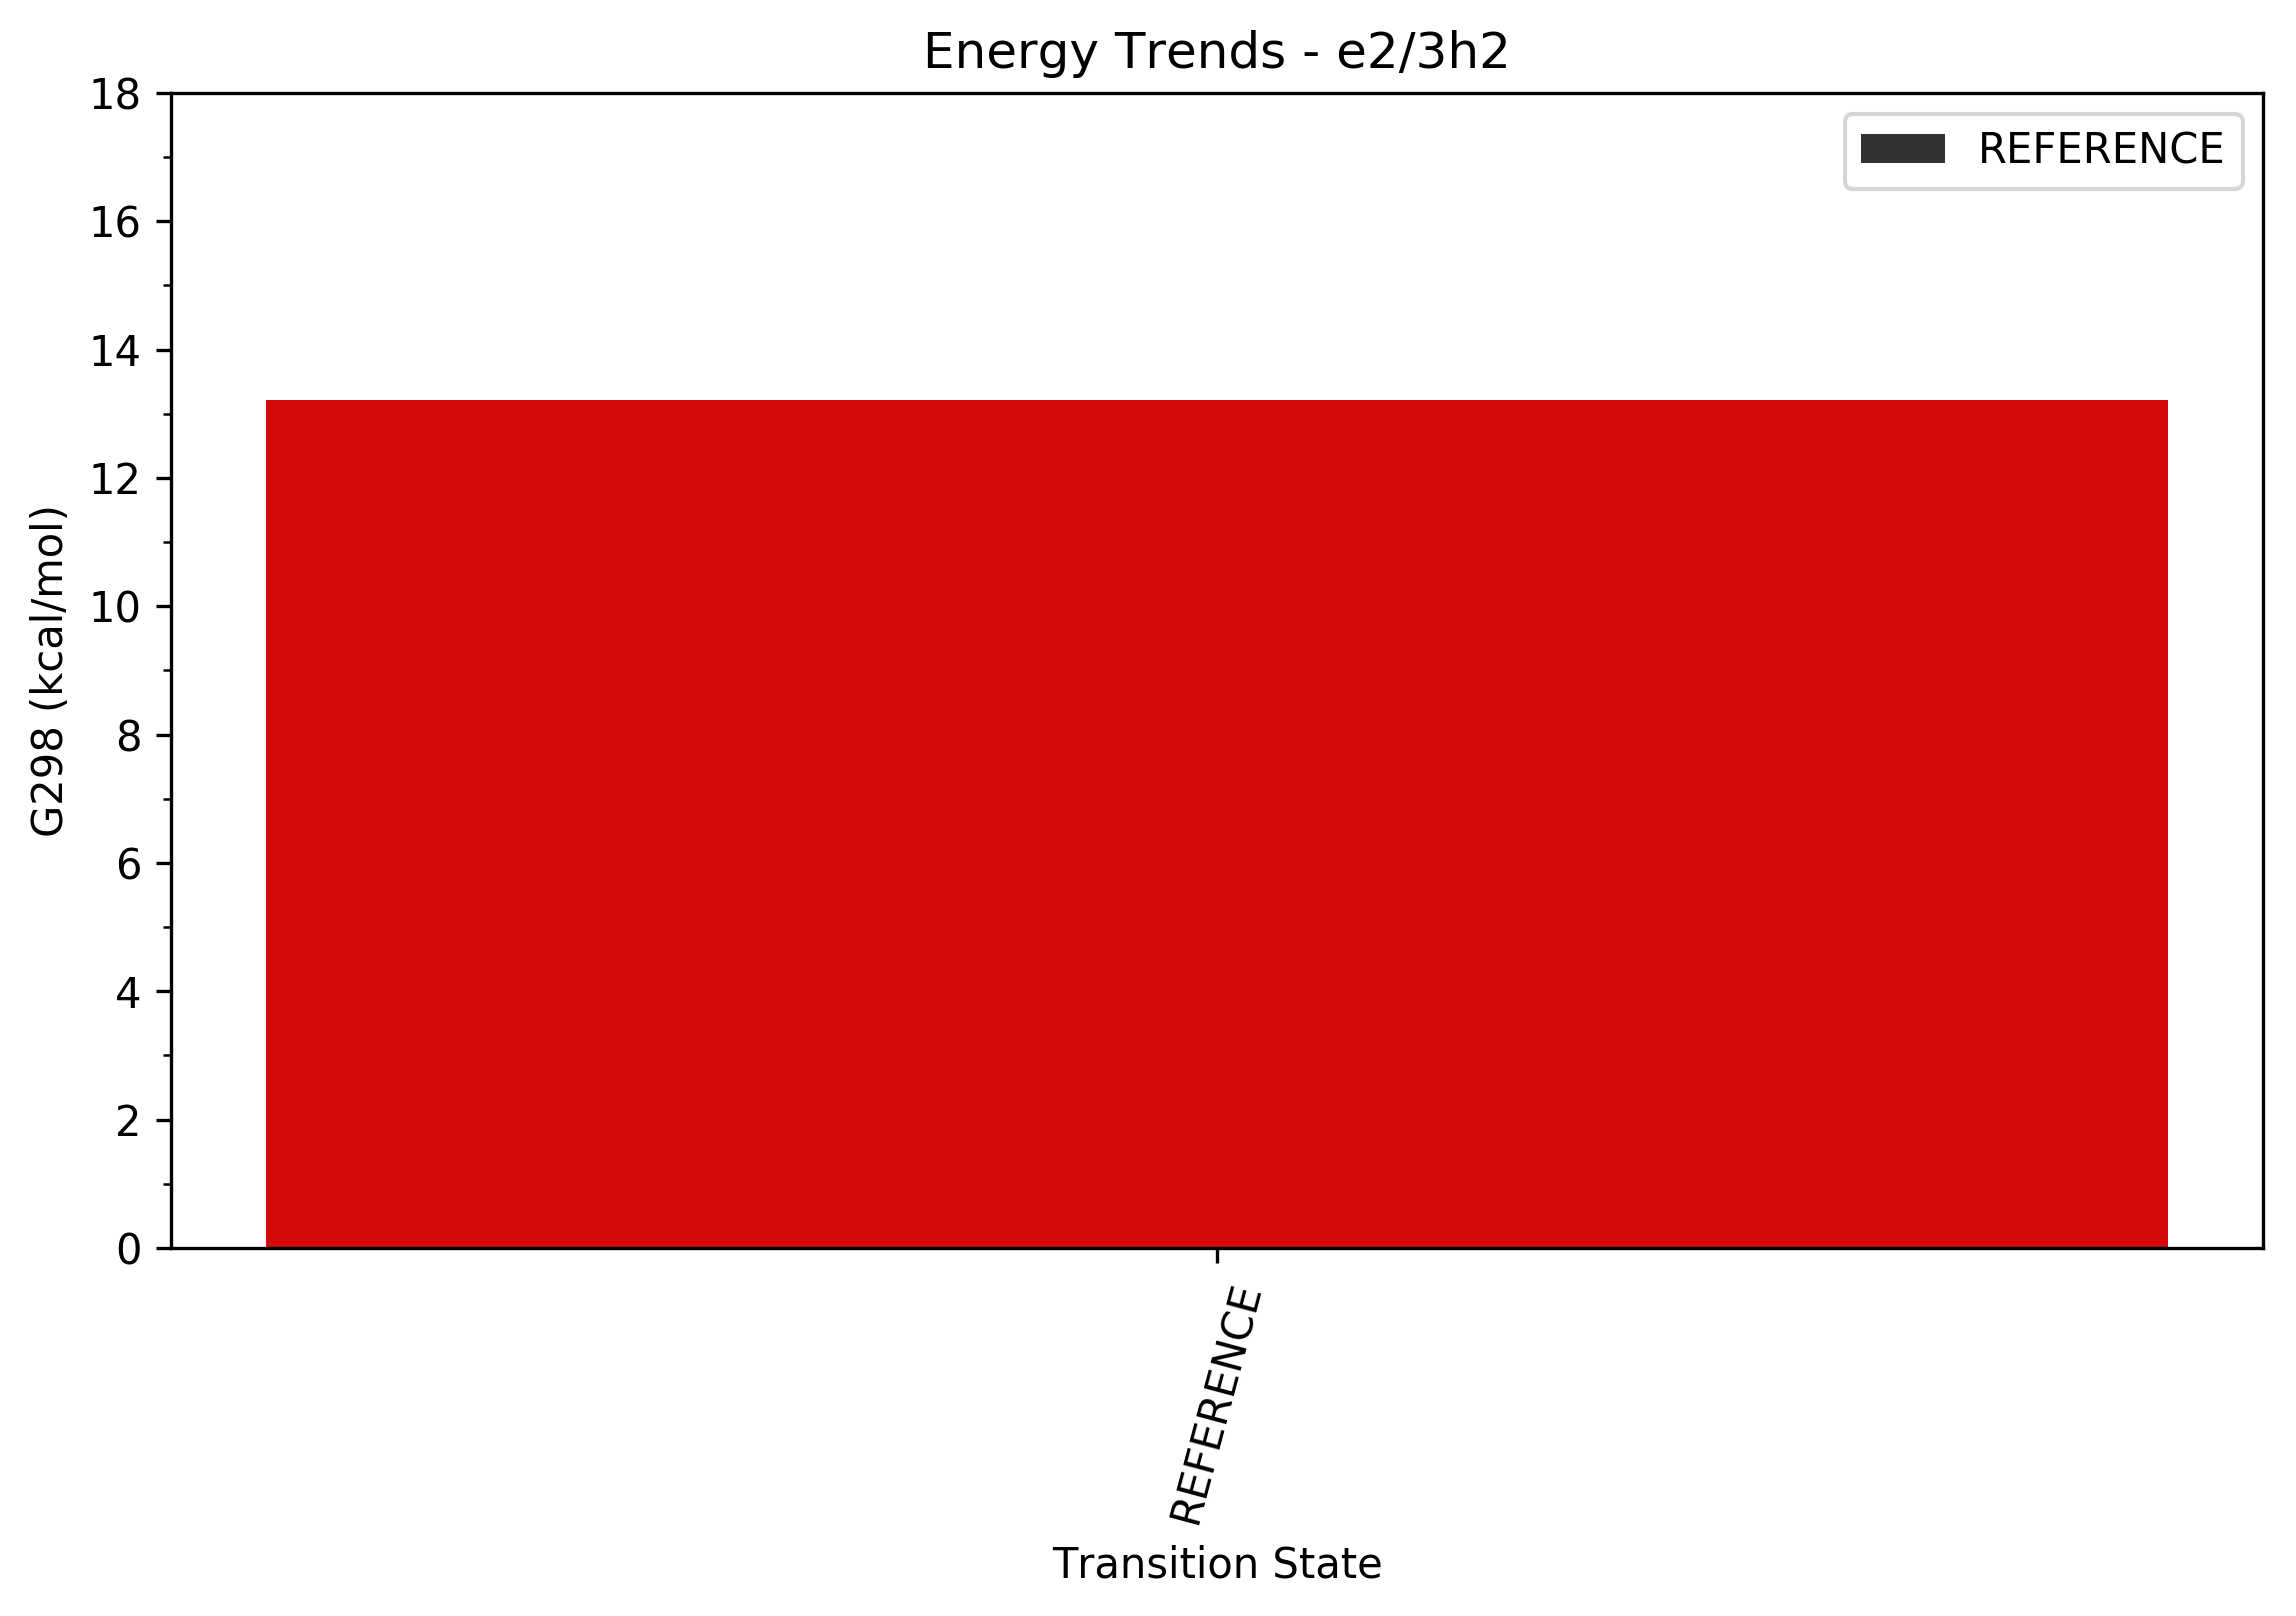 Energy Trends - e2/3h2
REFERENCE
G298 (kcal/mol)
18
16
14
12
10
8
6
4
2
0
REFERENCE
Transition State